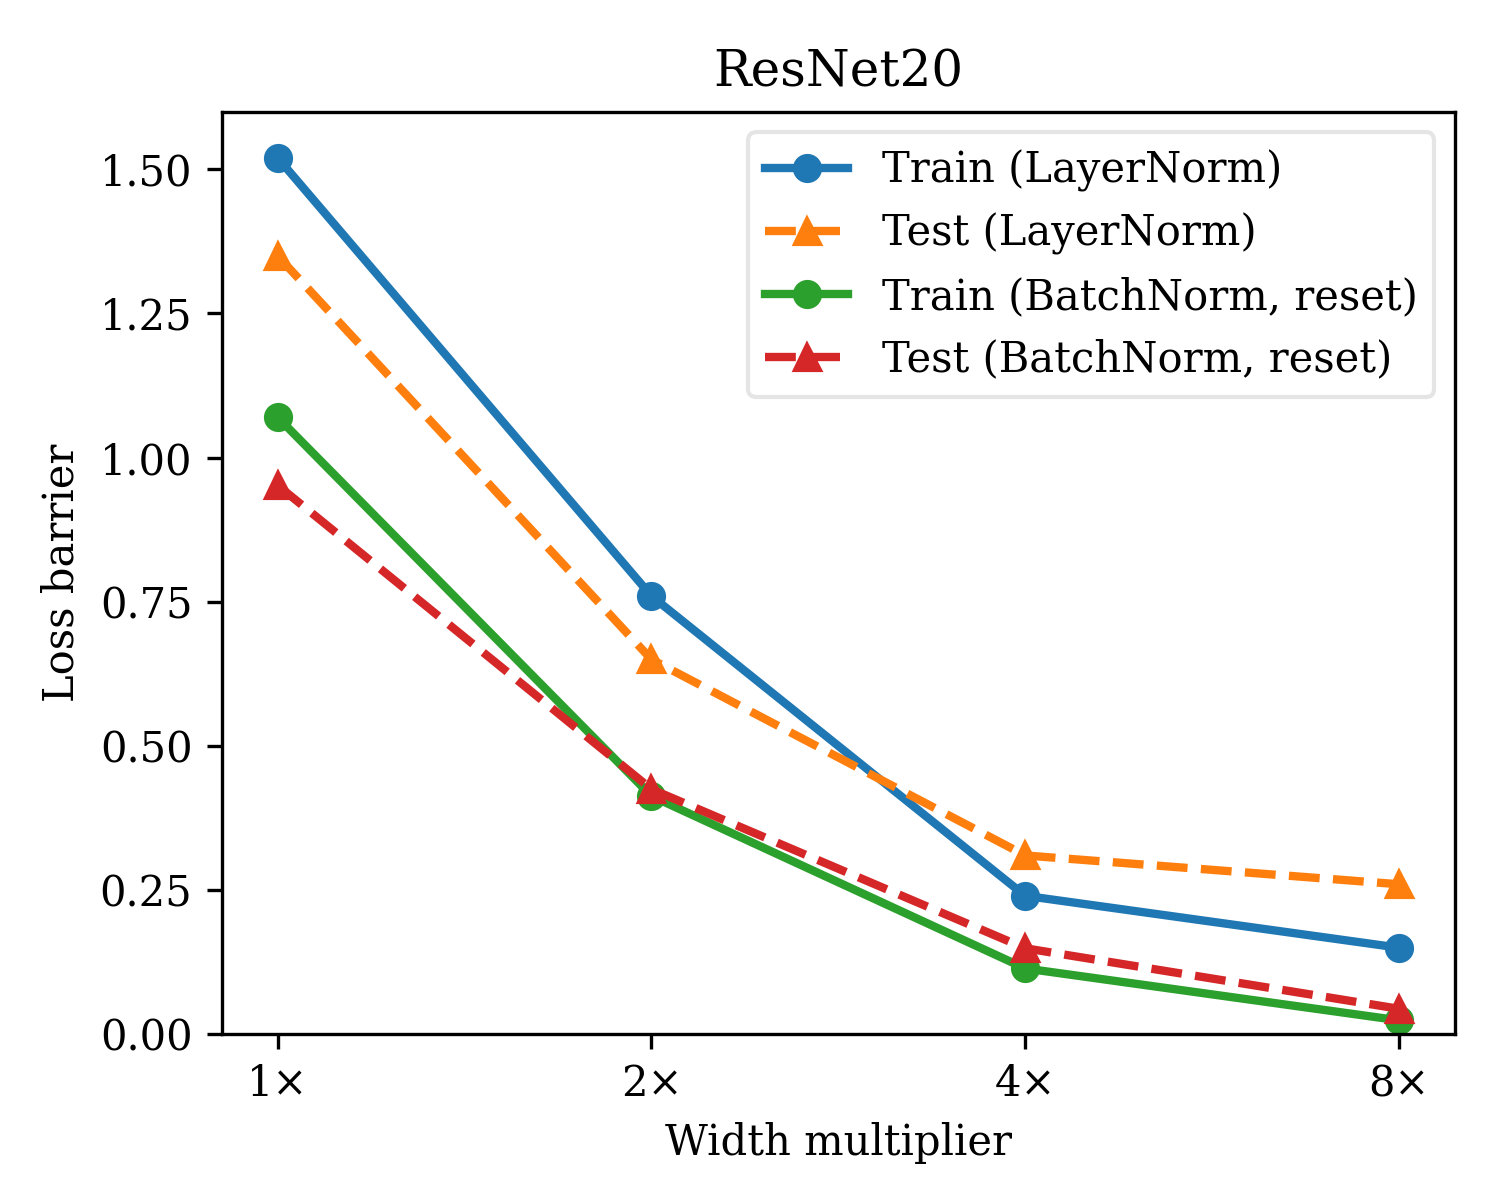 ResNet20
Train (LayerNorm)
Test (LayerNorm)
Train (BatchNorm, reset)
Test (BatchNorm, reset)
Loss barrier
1.50
1.25
1.00
0.75
0.50
0.25
0.00
1× 2× 4× 8×
Width multiplier